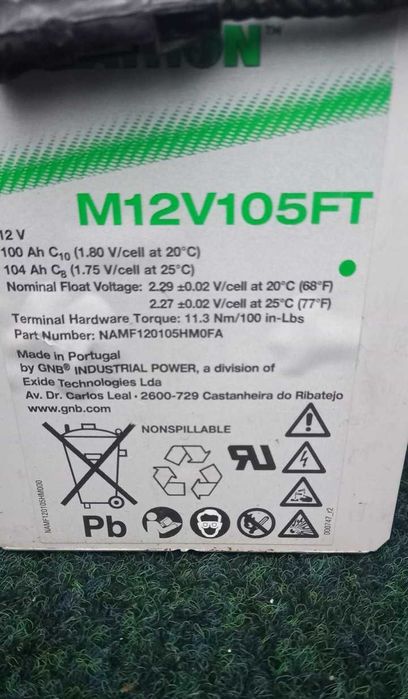 M12V105FT
12 V
100 Ah C10 (1.80 V/cell at 20°C)
104 Ah C8 (1.75 V/cell at 25°C)
Nominal Float Voltage: 2.29 ±0.02 V/cell at 20°C (68°F)
2.27 ±0.02 V/cell at 25°C (77°F)
Terminal Hardware Torque: 11.3 Nm/100 in-Lbs
Part Number: NAMF120105HM0FA
Made in Portugal
by GNB® INDUSTRIAL POWER, a division of
Exide Technologies Lda
Av. Dr. Carlos Leal · 2600-729 Castanheira do Ribatejo
www.gnb.com
NONSPILLABLE
NAMF120105HM000
Pb
000747_r2